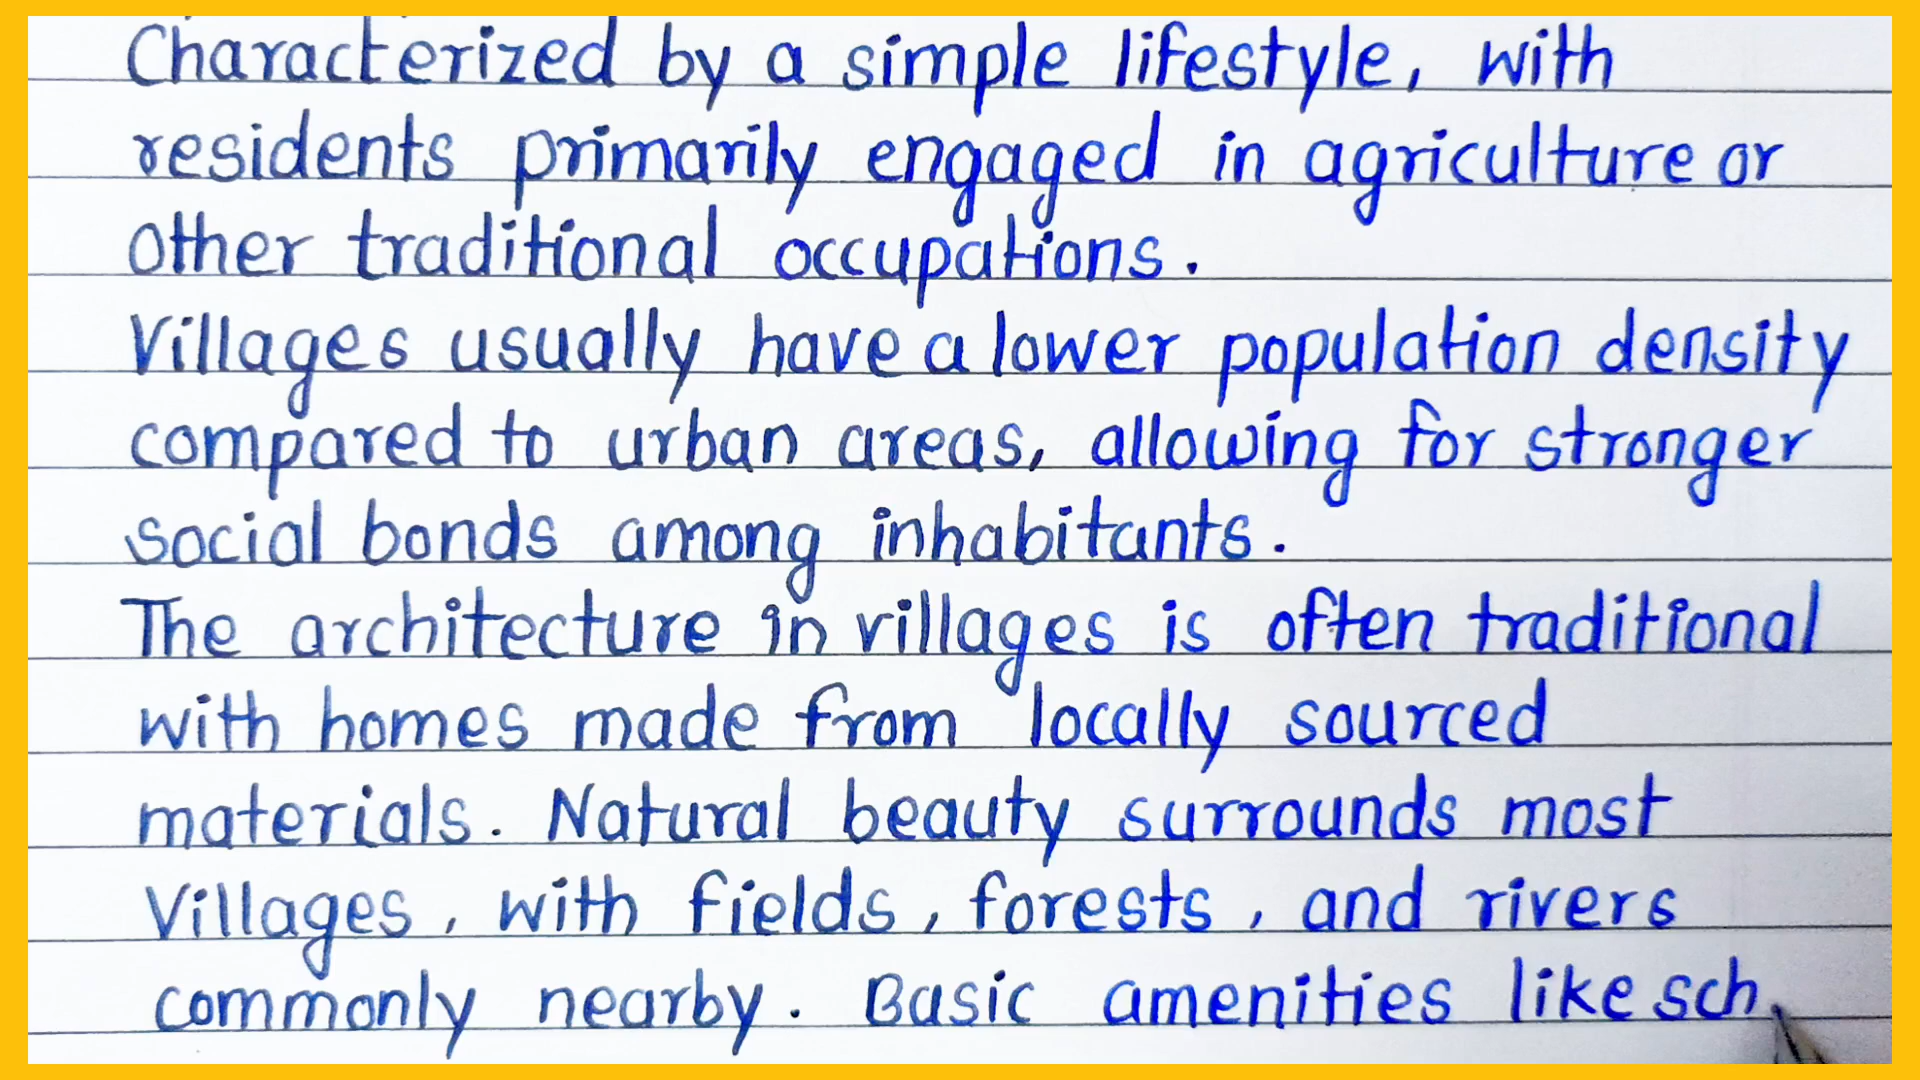 Characterized by a simple lifestyle, with
residents primarily engaged in agriculture or
other traditional occupations.
Villages usually have a lower population density
compared to urban areas, allowing for stronger
social bonds among inhabitants.
The architecture in villages is often traditional
with homes made from locally sourced
materials. Natural beauty surrounds most
Villages, with fields, forests, and rivers
commonly nearby. Basic amenities like sch